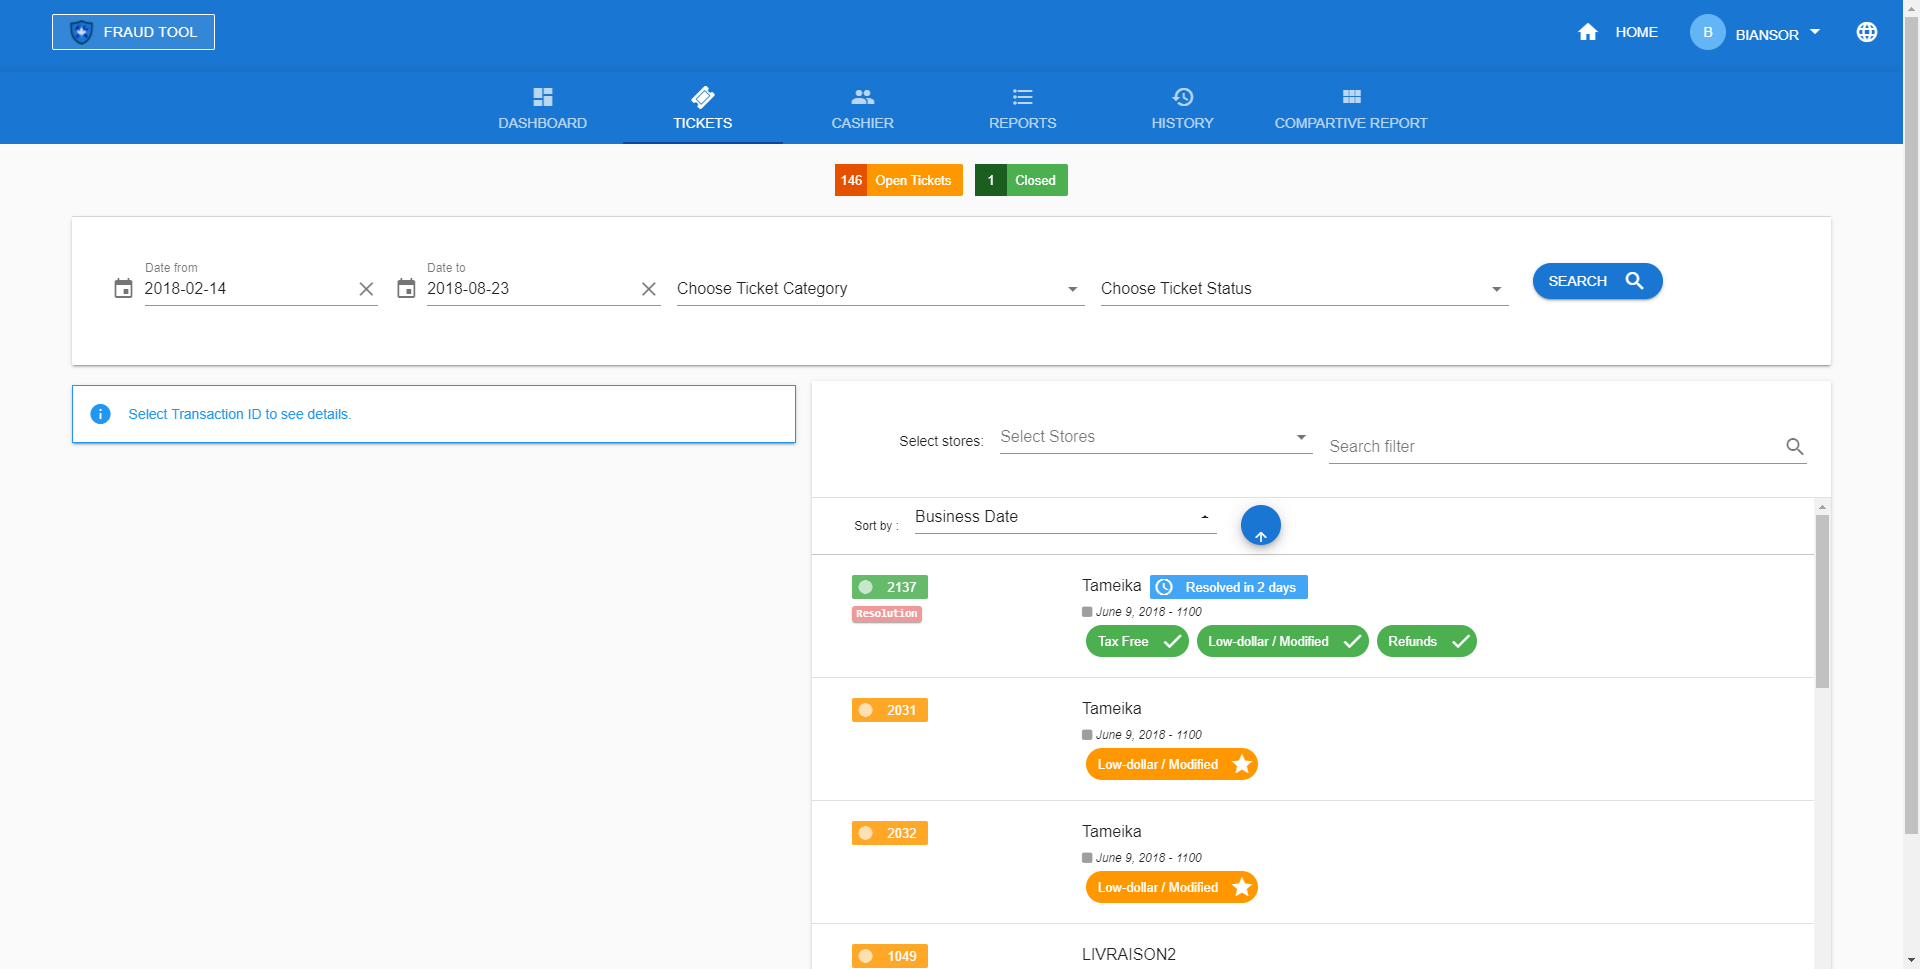 FRAUD TOOL
HOME
B
BIANSOR
DASHBOARD
TICKETS
CASHIER
REPORTS
HISTORY
COMPARTIVE REPORT
146 Open Tickets
1 Closed
Date from
2018-02-14
Date to
2018-08-23
Choose Ticket Category
Choose Ticket Status
SEARCH
Select Transaction ID to see details.
Select stores:
Select Stores
Search filter
Sort by :
Business Date
2137
Resolution
Tameika
Resolved in 2 days
June 9, 2018 - 1100
Tax Free
Low-dollar / Modified
Refunds
2031
Tameika
June 9, 2018 - 1100
Low-dollar / Modified
2032
Tameika
June 9, 2018 - 1100
Low-dollar / Modified
1049
LIVRAISON2